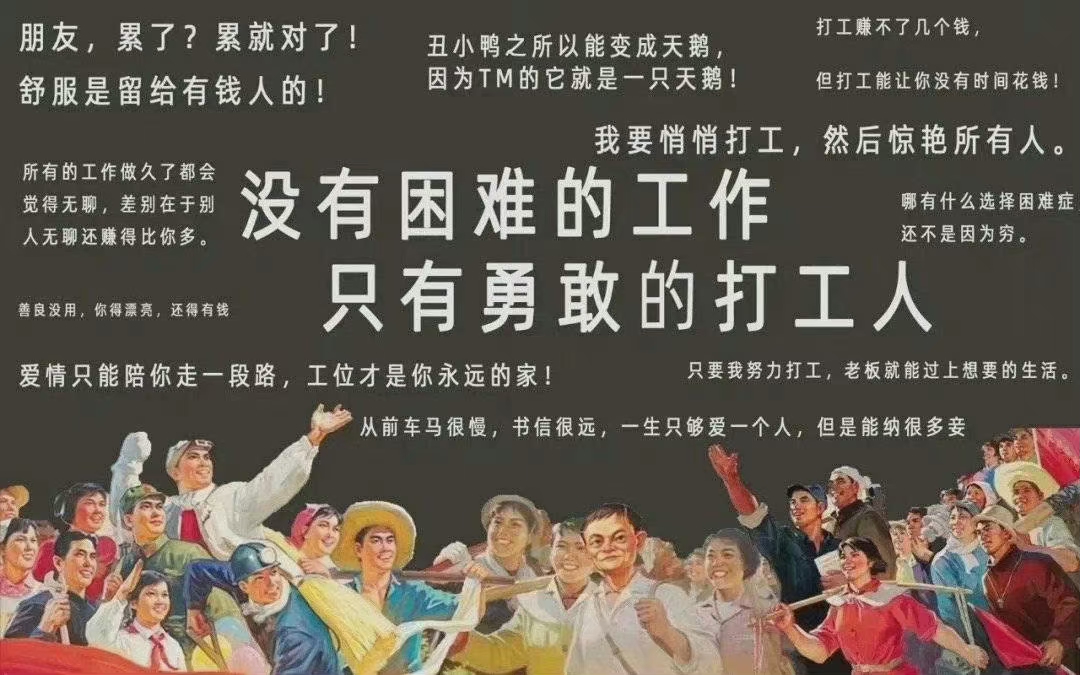 朋友，累了？累就对了！
舒服是留给有钱人的！
丑小鸭之所以能变成天鹅，
因为TM的它就是一只天鹅！
打工赚不了几个钱，
但打工能让你没有时间花钱！
我要悄悄打工，然后惊艳所有人。
所有的工作做久了都会
觉得无聊，差别在于别
人无聊还赚得比你多。
没有困难的工作
只有勇敢的打工人
哪有什么选择困难症
还不是因为穷。
善良没用，你得漂亮，还得有钱
爱情只能陪你走一段路，工位才是你永远的家！
只要我努力打工，老板就能过上想要的生活。
从前车马很慢，书信很远，一生只够爱一个人，但是能纳很多妾